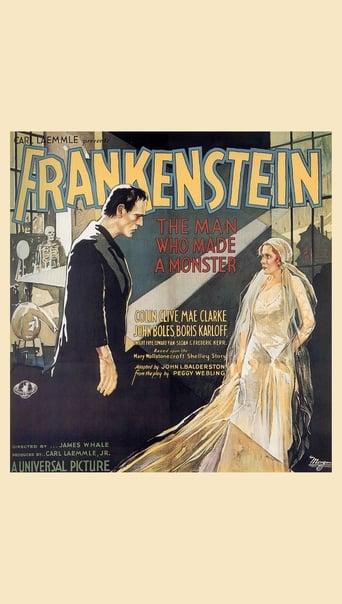 CARL LAEMMLE presents
FRANKENSTEIN
THE MAN
WHO MADE
A MONSTER
COLIN CLIVE, MAE CLARKE
JOHN BOLES, BORIS KARLOFF
DWIGHT FRYE, EDWARD VAN SLOAN & FREDERIC KERR.
Based upon the
Mary Wollstonecroft Shelley Story
Adapted by JOHN L. BALDERSTON
from the play by PEGGY WEBLING
DIRECTED BY ... JAMES WHALE
PRODUCED BY... CARL LAEMMLE, JR.
A UNIVERSAL PICTURE